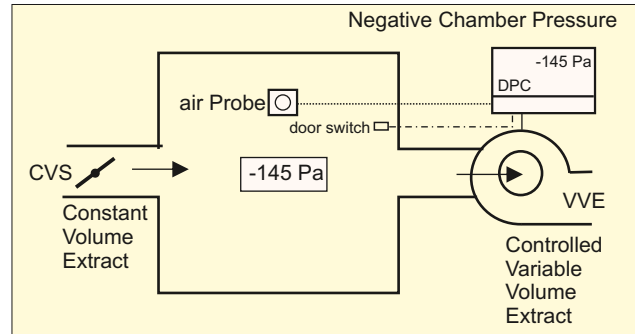 Negative Chamber Pressure
-145 Pa
DPC
air Probe
door switch
CVS
-145 Pa
VVE
Constant
Volume
Extract
Controlled
Variable
Volume
Extract